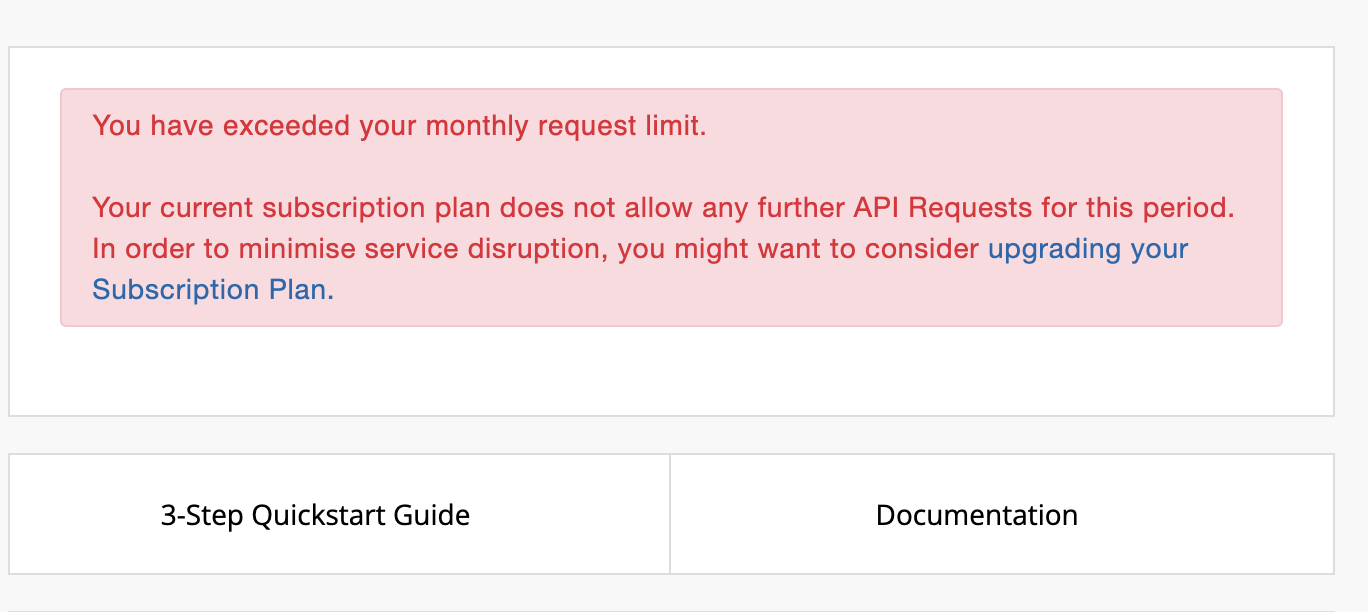 You have exceeded your monthly request limit.
Your current subscription plan does not allow any further API Requests for this period.
In order to minimise service disruption, you might want to consider upgrading your
Subscription Plan.
3-Step Quickstart Guide
Documentation